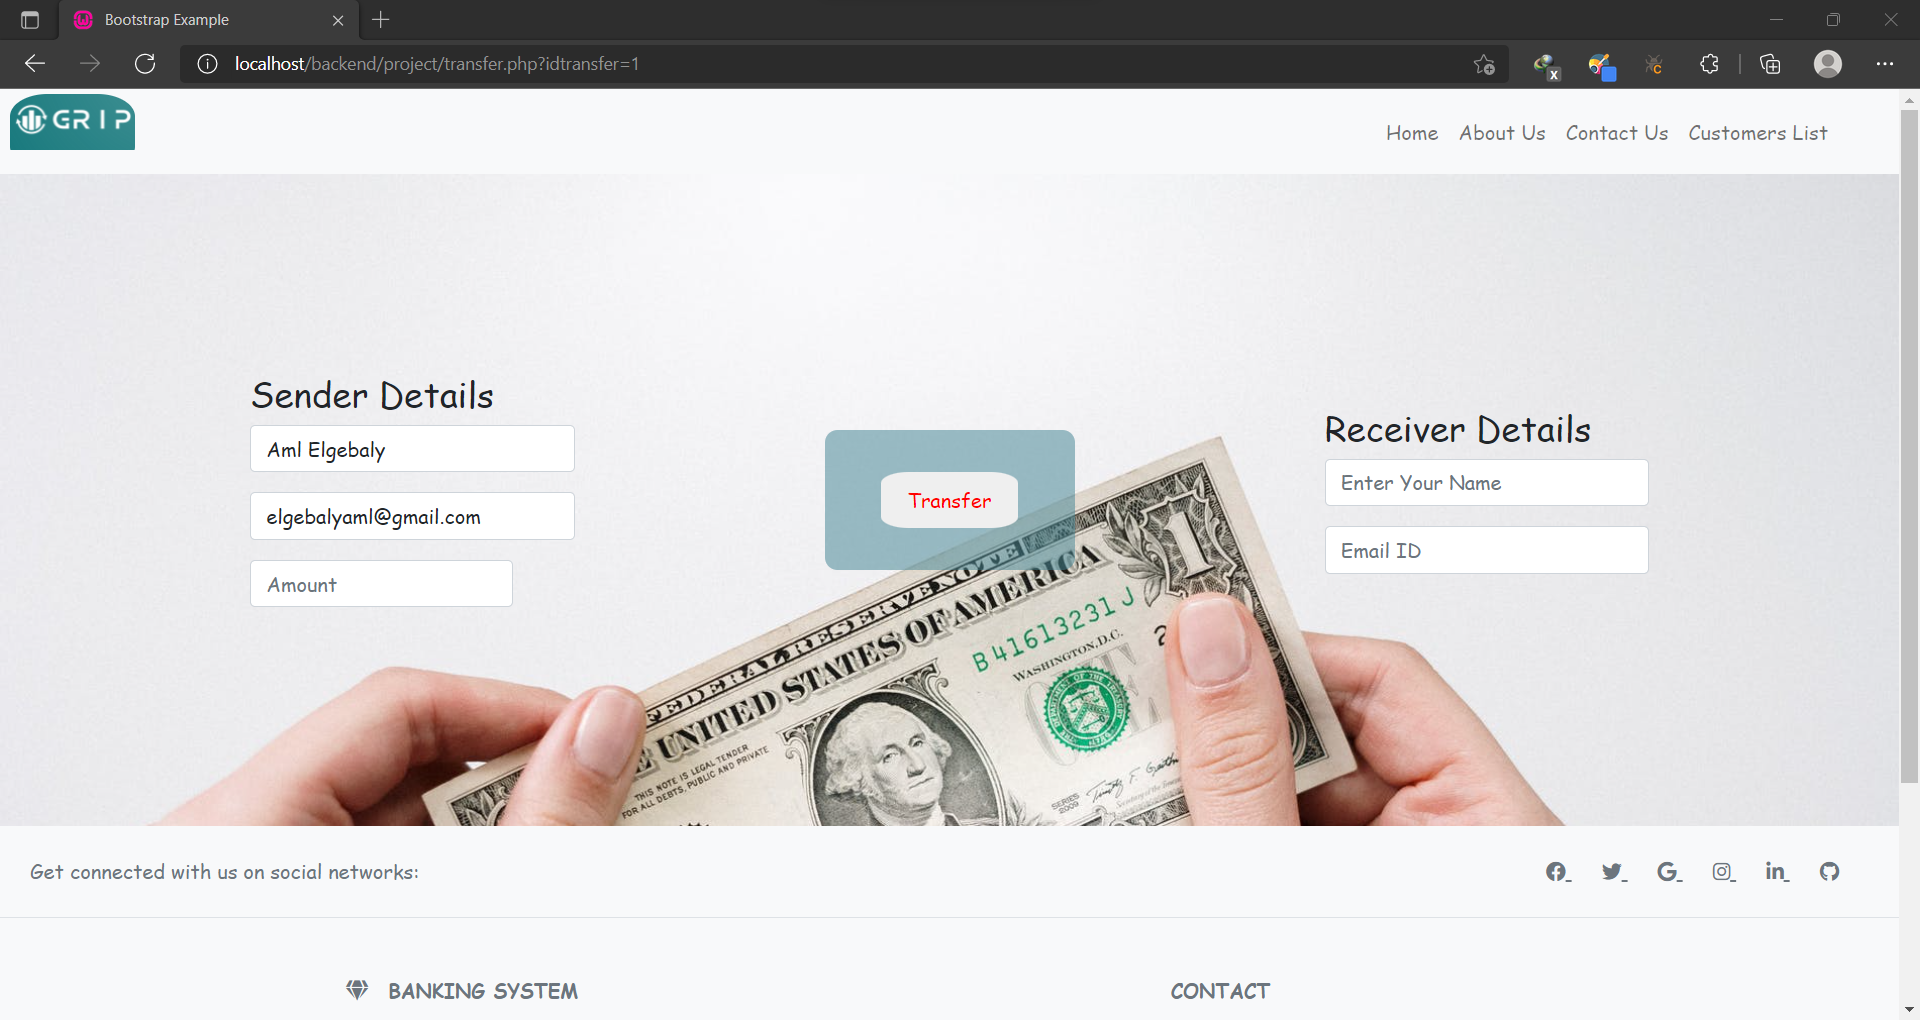 Bootstrap Example
localhost/backend/project/transfer.php?idtransfer=1
GRIP
Home About Us Contact Us Customers List
Sender Details
Aml Elgebaly
elgebalyaml@gmail.com
Amount
Transfer
Receiver Details
Enter Your Name
Email ID
FEDERAL RESERVE NOTE
THE UNITED STATES OF AMERICA
THIS NOTE IS LEGAL TENDER
FOR ALL DEBTS, PUBLIC AND PRIVATE
B 41613231 J
WASHINGTON, D.C.
1
SERIES
2009
Get connected with us on social networks:
BANKING SYSTEM
CONTACT